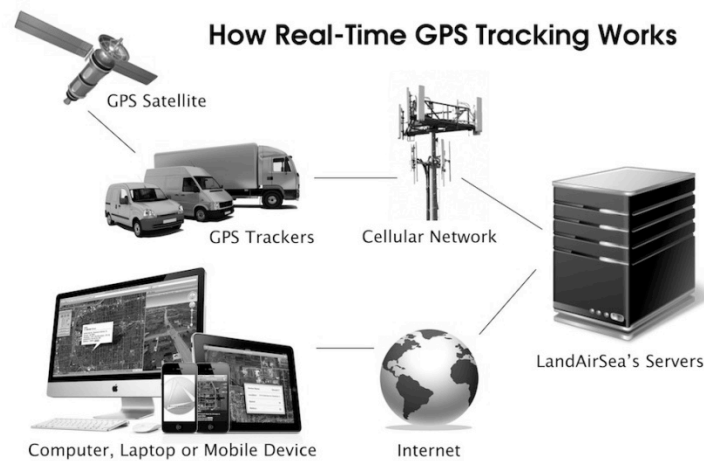 How Real-Time GPS Tracking Works
GPS Satellite
GPS Trackers
Cellular Network
LandAirSea's Servers
Computer, Laptop or Mobile Device
Internet